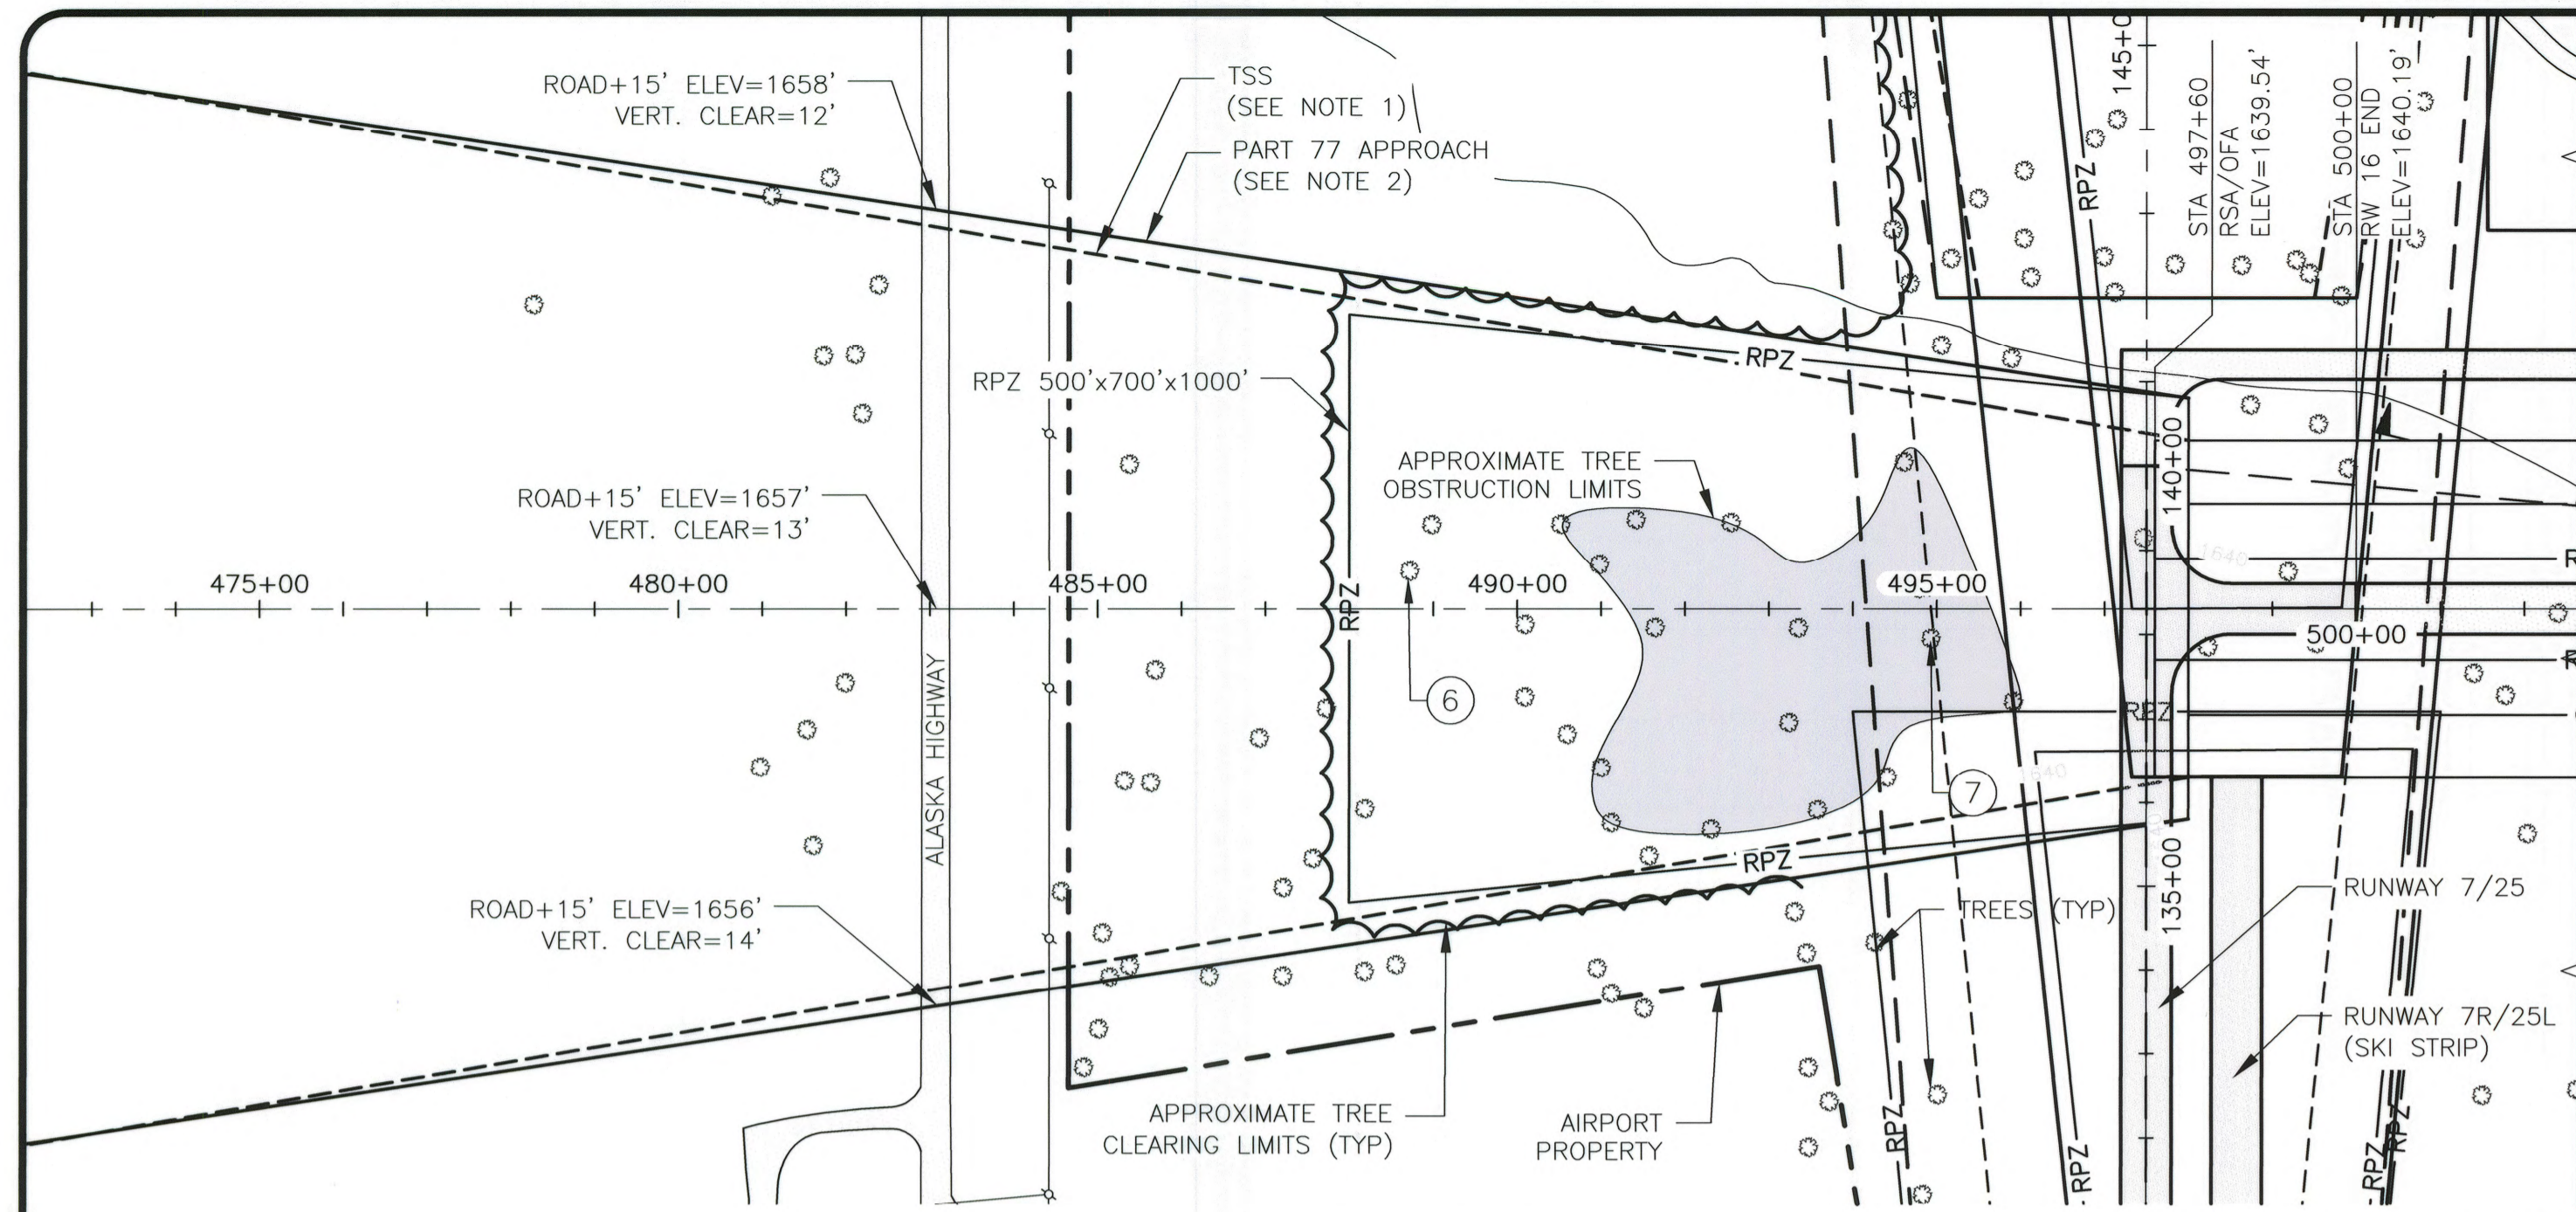 ROAD+15' ELEV=1658'
VERT. CLEAR=12'
TSS
(SEE NOTE 1)
PART 77 APPROACH
(SEE NOTE 2)
RPZ
STA 497+60
RSA/OFA
ELEV=1639.54'
STA 500+00
RW 16 END
ELEV=1640.19'
RPZ 500'x700'x1000'
RPZ
APPROXIMATE TREE
OBSTRUCTION LIMITS
ROAD+15' ELEV=1657'
VERT. CLEAR=13'
140+00
1640
475+00
480+00
485+00
490+00
495+00
500+00
RPZ
ALASKA HIGHWAY
6
RPZ
7
1640
RPZ
ROAD+15' ELEV=1656'
VERT. CLEAR=14'
TREES (TYP)
135+00
RUNWAY 7/25
RUNWAY 7R/25L
(SKI STRIP)
APPROXIMATE TREE
CLEARING LIMITS (TYP)
AIRPORT
PROPERTY
RPZ
RPZ
RPZ
RPZ